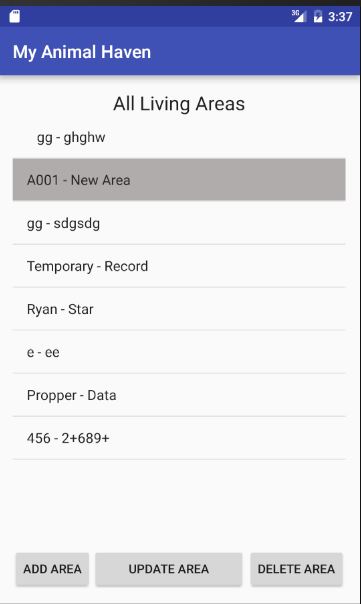 3G 3:37
My Animal Haven
All Living Areas
gg - ghghw
A001 - New Area
gg - sdgsdg
Temporary - Record
Ryan - Star
e - ee
Propper - Data
456 - 2+689+
ADD AREA UPDATE AREA DELETE AREA